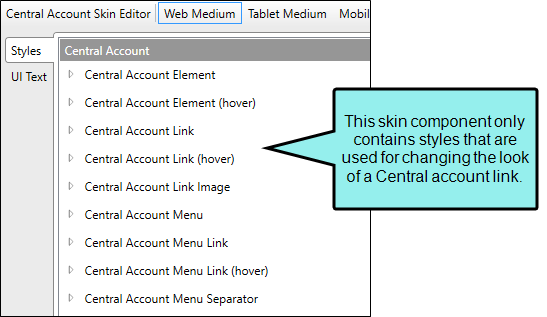 Central Account Skin Editor Web Medium Tablet Medium Mobil
Styles
UI Text
Central Account
Central Account Element
Central Account Element (hover)
Central Account Link
Central Account Link (hover)
Central Account Link Image
Central Account Menu
Central Account Menu Link
Central Account Menu Link (hover)
Central Account Menu Separator
This skin component only
contains styles that are
used for changing the look
of a Central account link.